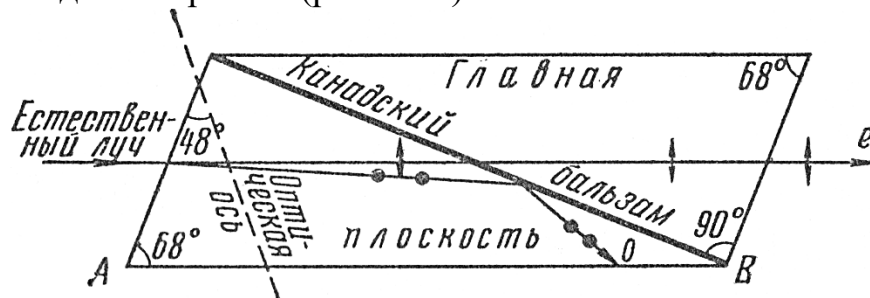 Канадский
Главная
68°
Естествен-
ный луч
48°
e
Опти-
ческая
ось
бальзам
90°
68°
плоскость
O
A
B